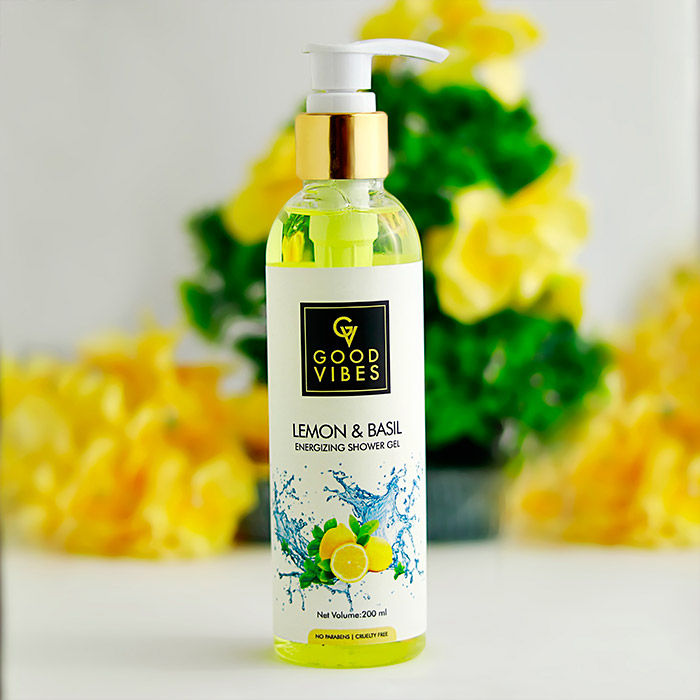 GV
GOOD
VIBES
LEMON & BASIL
ENERGIZING SHOWER GEL
Net Volume:200 ml
NO PARABENS | CRUELTY FREE